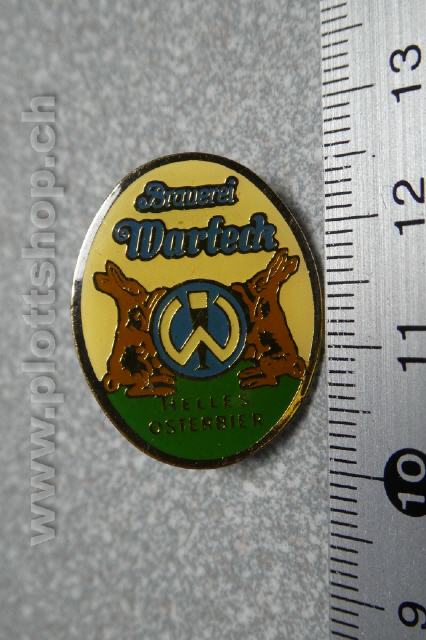 www.plottshop.ch
Brauerei
Warteck
W
HELLES
OSTERBIER
13
12
11
10
9